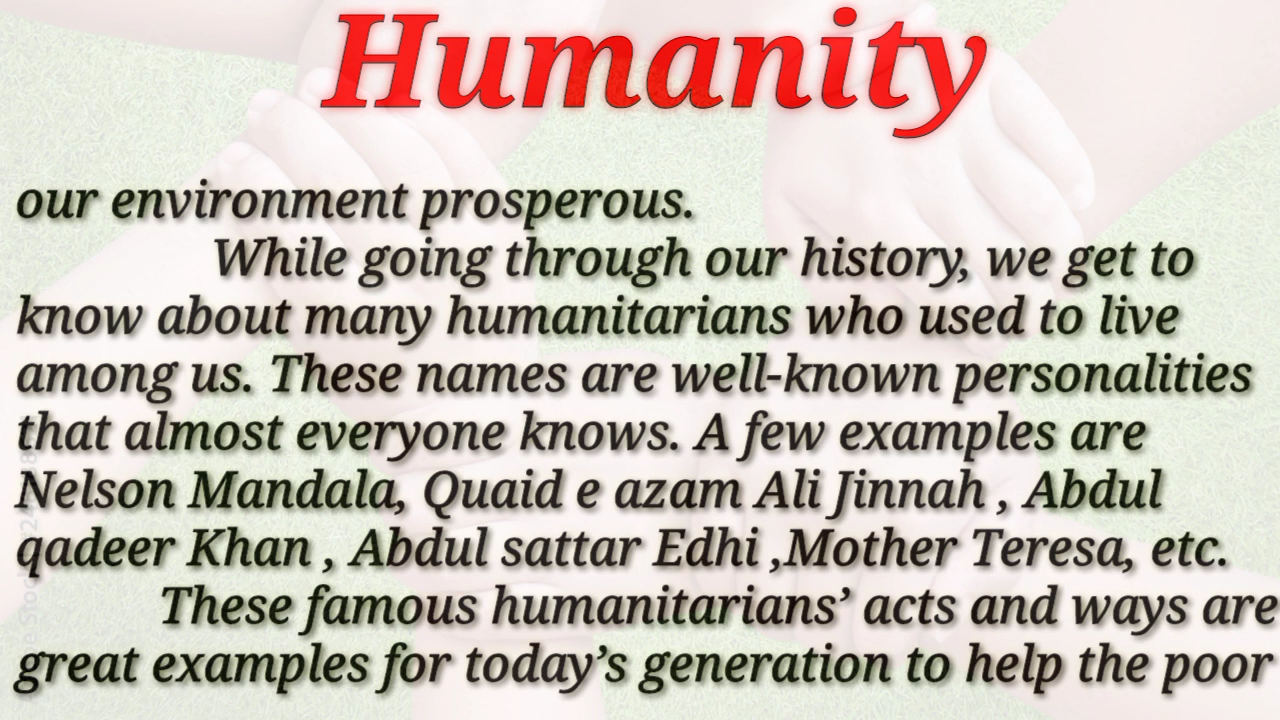 Humanity
our environment prosperous.
While going through our history, we get to
know about many humanitarians who used to live
among us. These names are well-known personalities
that almost everyone knows. A few examples are
Nelson Mandala, Quaid e azam Ali Jinnah , Abdul
qadeer Khan , Abdul sattar Edhi ,Mother Teresa, etc.
These famous humanitarians’ acts and ways are
great examples for today’s generation to help the poor